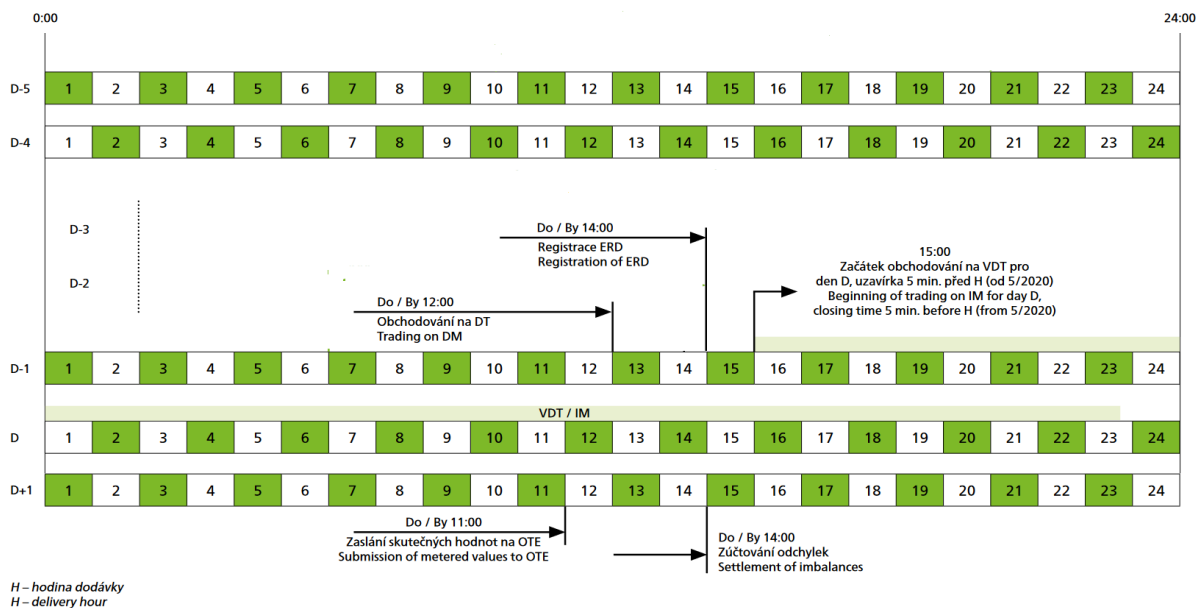 0:00 24:00
D-5 1 2 3 4 5 6 7 8 9 10 11 12 13 14 15 16 17 18 19 20 21 22 23 24
D-4 1 2 3 4 5 6 7 8 9 10 11 12 13 14 15 16 17 18 19 20 21 22 23 24
D-3
D-2
Do / By 14:00
Registrace ERD
Registration of ERD
15:00
Začátek obchodování na VDT pro
den D, uzavírka 5 min. před H (od 5/2020)
Beginning of trading on IM for day D,
closing time 5 min. before H (from 5/2020)
Do / By 12:00
Obchodování na DT
Trading on DM
D-1 1 2 3 4 5 6 7 8 9 10 11 12 13 14 15 16 17 18 19 20 21 22 23 24
VDT / IM
D 1 2 3 4 5 6 7 8 9 10 11 12 13 14 15 16 17 18 19 20 21 22 23 24
D+1 1 2 3 4 5 6 7 8 9 10 11 12 13 14 15 16 17 18 19 20 21 22 23 24
Do / By 11:00
Zaslání skutečných hodnot na OTE
Submission of metered values to OTE
Do / By 14:00
Zúčtování odchylek
Settlement of imbalances
H – hodina dodávky
H – delivery hour